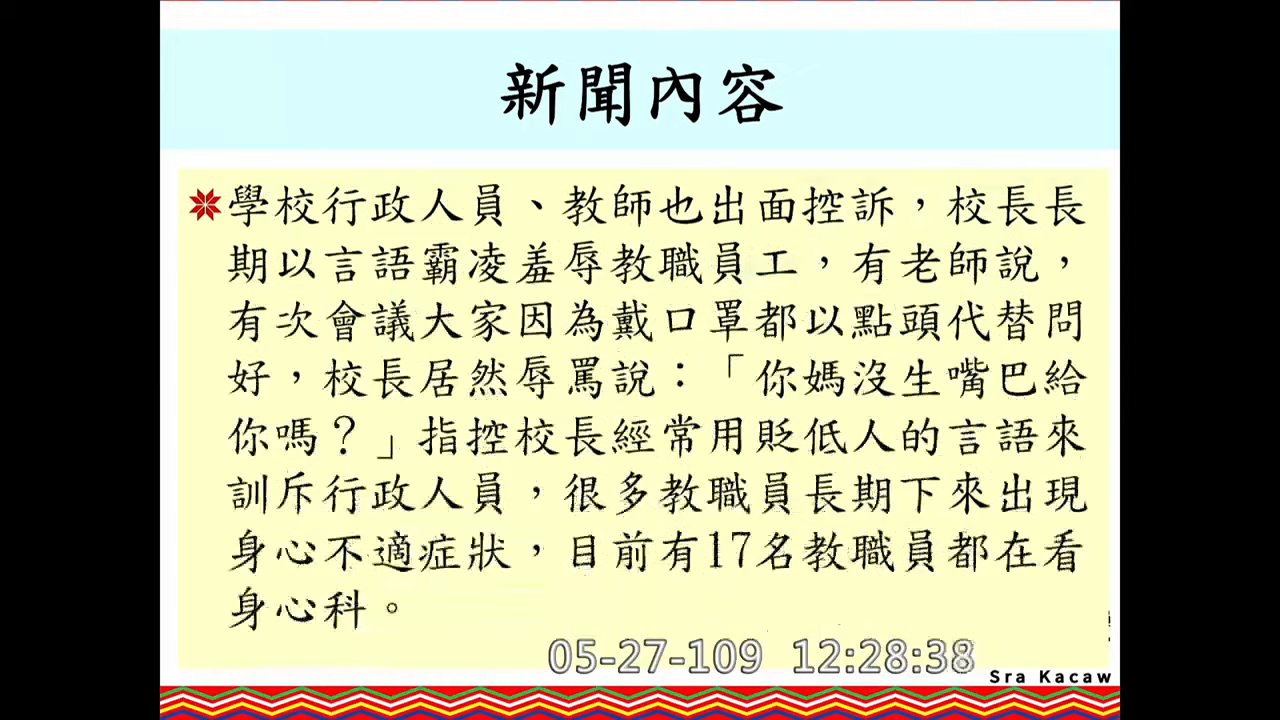 新聞內容
學校行政人員、教師也出面控訴，校長長
期以言語霸凌羞辱教職員工，有老師說，
有次會議大家因為戴口罩都以點頭代替問
好，校長居然辱罵說：「你媽沒生嘴巴給
你嗎？」指控校長經常用貶低人的言語來
訓斥行政人員，很多教職員長期下來出現
身心不適症狀，目前有17名教職員都在看
身心科。
05-27-109 12:28:38
Sra Kacaw